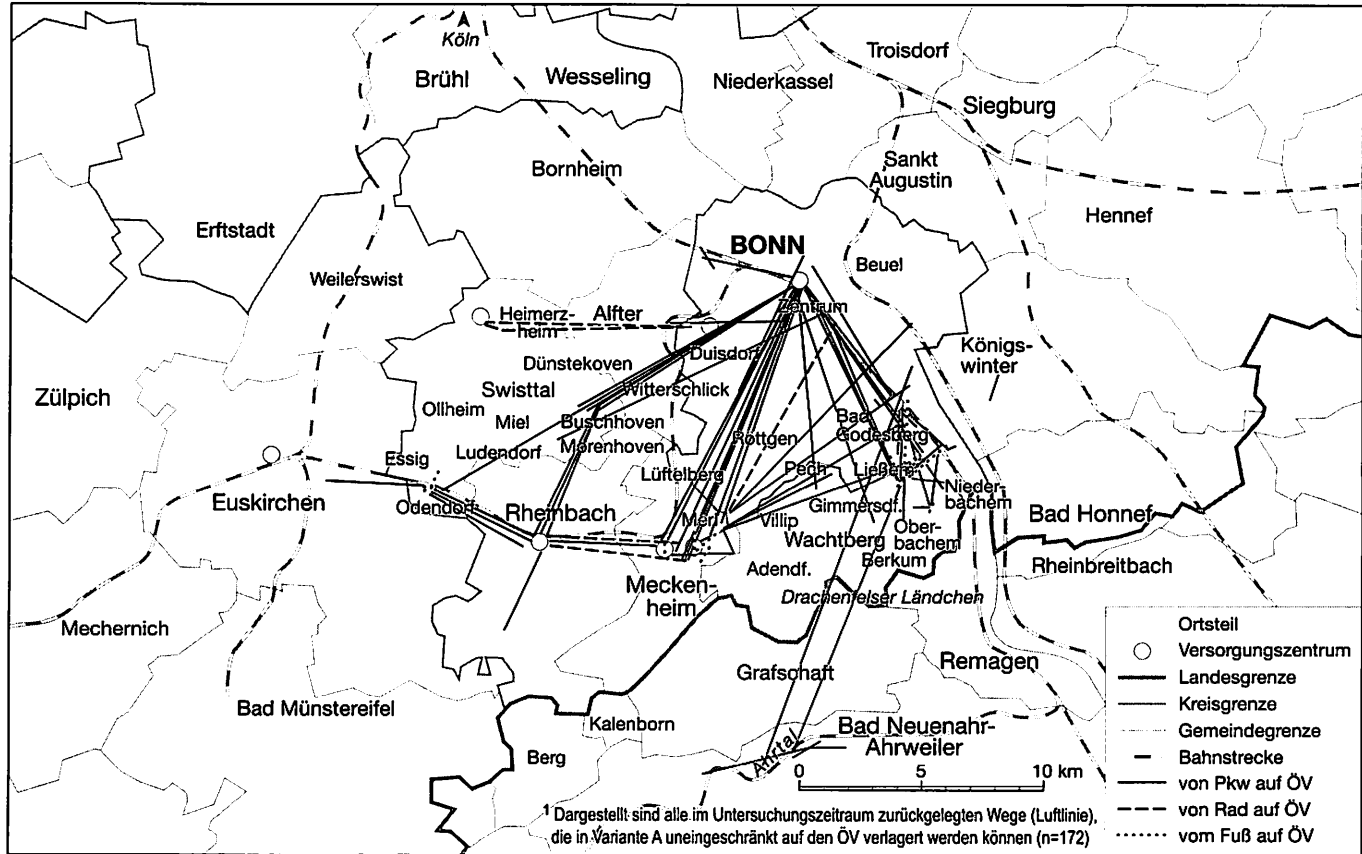 Köln
Brühl
Wesseling
Niederkassel
Troisdorf
Siegburg
Bornheim
Sankt
Augustin
Hennef
Erftstadt
BONN
Beuel
Weilerswist
Heimerz-
heim
Alfter
Zentrum
Dünstekoven
Duisdorf
Königs-
winter
Zülpich
Swisttal
Witterschlick
Ollheim
Miel
Buschhoven
Bad
Godesberg
Ludendorf
Morenhoven
Röttgen
Essig
Lüftelberg
Pech
Ließem
Nieder-
bachem
Euskirchen
Odendorf
Rheinbach
Merl
Villip
Gimmersdf.
Bad Honnef
Wachtberg
Ober-
bachem
Berkum
Rheinbreitbach
Mecken-
heim
Adendf.
Drachenfelser Ländchen
Mechernich
Grafschaft
Remagen
Bad Münstereifel
Kalenborn
Berg
Ahrtal
Bad Neuenahr-
Ahrweiler
0 5 10 km
1 Dargestellt sind alle im Untersuchungszeitraum zurückgelegten Wege (Luftlinie),
die in Variante A uneingeschränkt auf den ÖV verlagert werden können (n=172)
Ortsteil
Versorgungszentrum
Landesgrenze
Kreisgrenze
Gemeindegrenze
Bahnstrecke
von Pkw auf ÖV
von Rad auf ÖV
vom Fuß auf ÖV